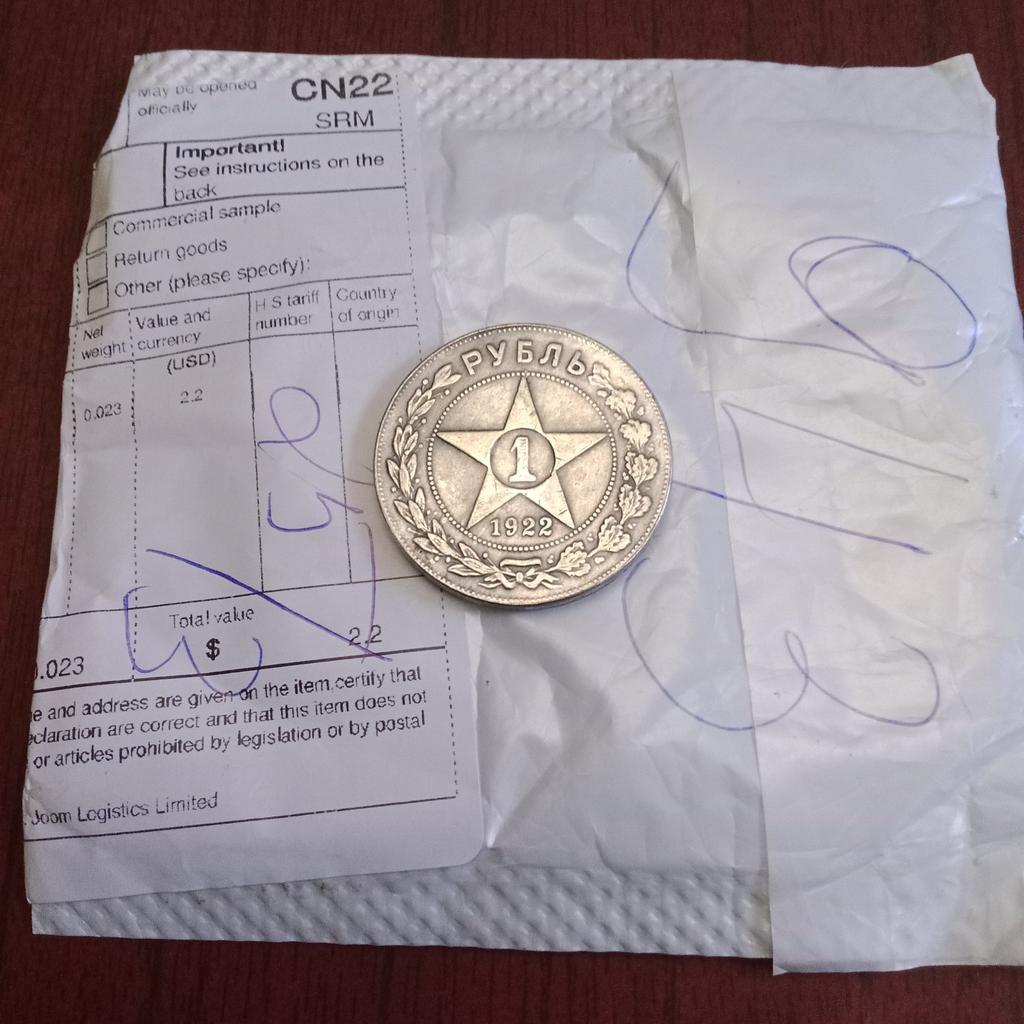 May be opened
officially
CN22
SRM
Important!
See instructions on the
back
Commercial sample
Return goods
Other (please specify):
Net
weight
Value and
currency
H S tariff
number
Country
of origin
(USD)
0.023
2.2
Total value
.023
$
2.2
e and address are given on the item, certify that
eclaration are correct and that this item does not
or articles prohibited by legislation or by postal
Joom Logistics Limited
РУБЛЬ
1
1922